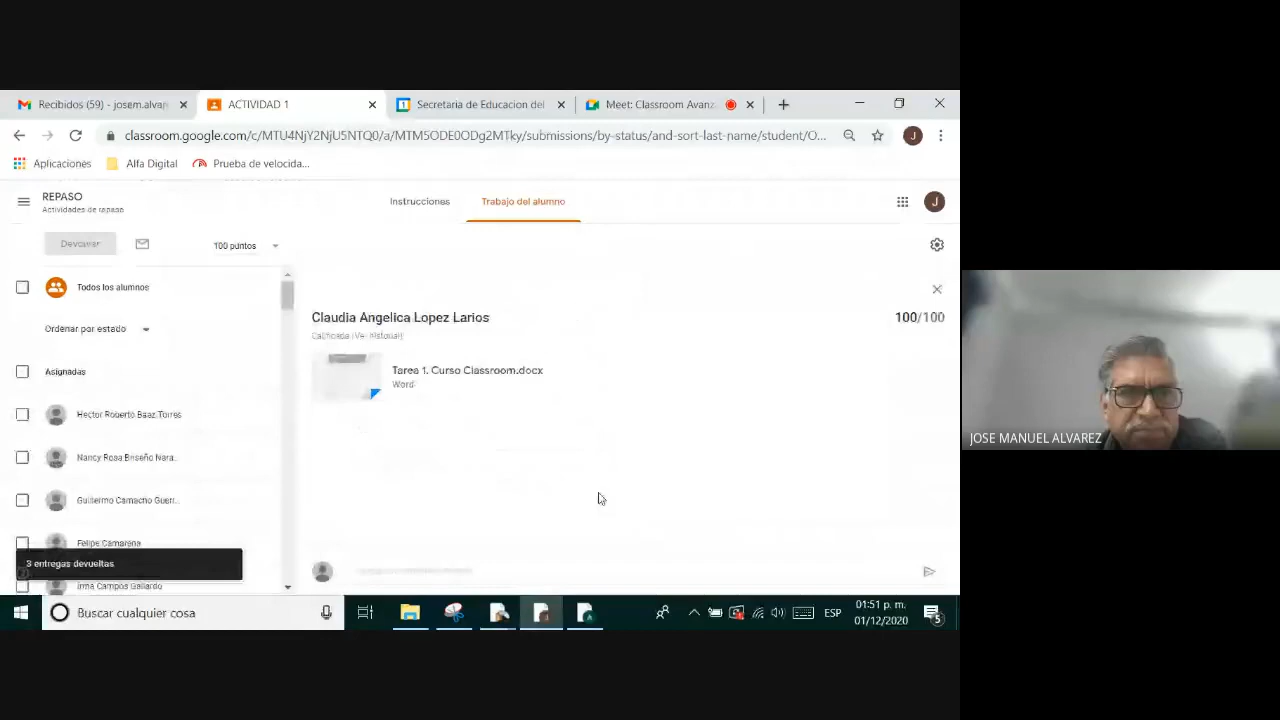 Recibidos (59) - josem.alvar
ACTIVIDAD 1
Secretaria de Educacion del
Meet: Classroom Avanz
classroom.google.com/c/MTU4NjY2NjU5NTQ0/a/MTM5ODE0ODg2MTky/submissions/by-status/and-sort-last-name/student/O...
J
Aplicaciones
Alfa Digital
Prueba de velocida...
REPASO
Actividades de repaso
Instrucciones
Trabajo del alumno
J
Devolver
100 puntos
Todos los alumnos
Claudia Angelica Lopez Larios
100/100
Calificada (Ver historial)
Ordenar por estado
Tarea 1. Curso Classroom.docx
Word
Asignadas
Hector Roberto Baez Torres
Nancy Rosa Briseño Nara...
Guillermo Camacho Guerr...
Felipe Camarena
3 entregas devueltas
Irma Campos Gallardo
JOSE MANUEL ALVAREZ
Buscar cualquier cosa
ESP
01:51 p. m.
01/12/2020
5